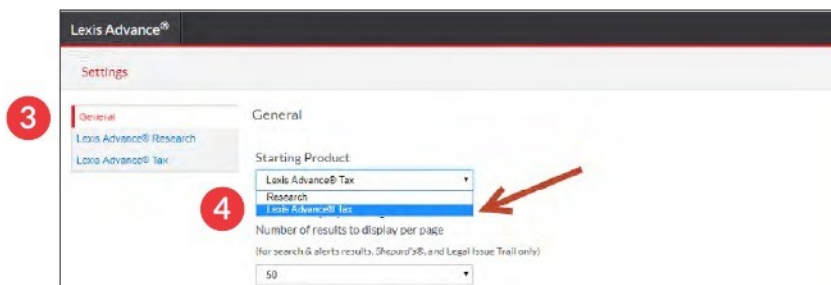 Lexis Advance®
Settings
3
General
Lexis Advance® Research
Lexis Advance® Tax
General
Starting Product
Lexis Advance® Tax
Research
Lexis Advance® Tax
4
Number of results to display per page
(for search & alerts results, Shepard's®, and Legal Issue Trail only)
50